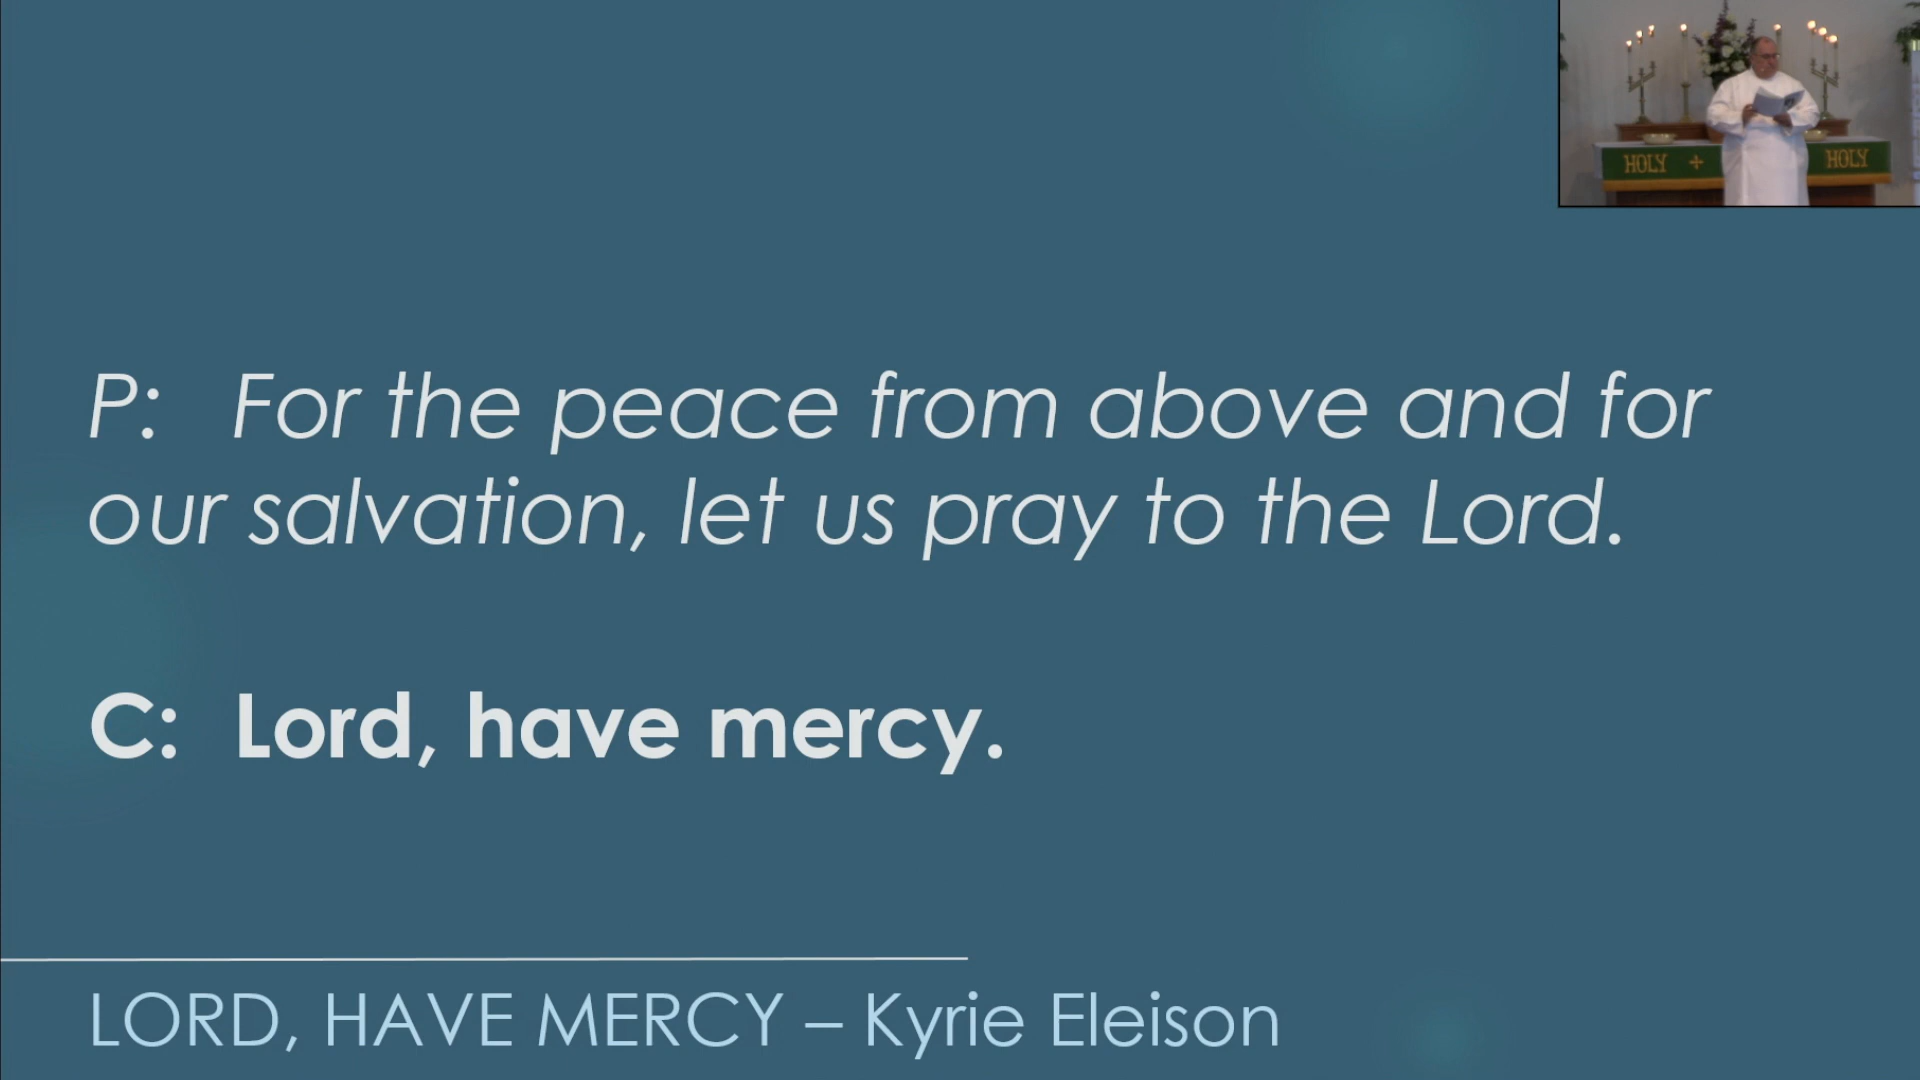 HOLY + HOLY
P: For the peace from above and for
our salvation, let us pray to the Lord.
C: Lord, have mercy.
LORD, HAVE MERCY – Kyrie Eleison